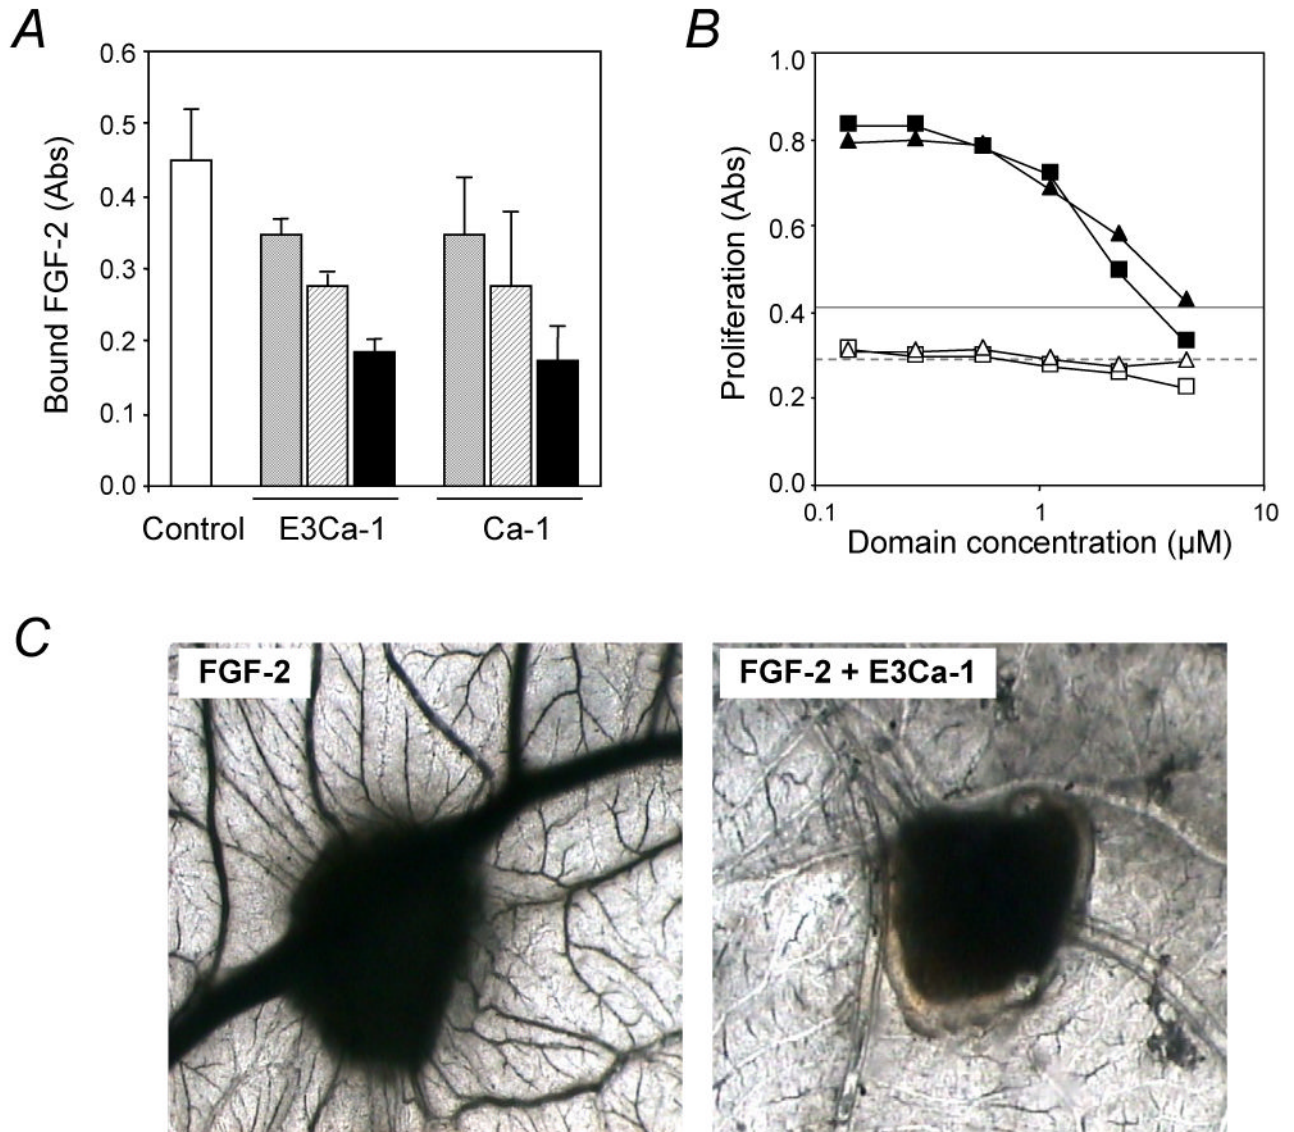 A
Bound FGF-2 (Abs)
0.6
0.5
0.4
0.3
0.2
0.1
0.0
Control
E3Ca-1
Ca-1
B
Proliferation (Abs)
1.0
0.8
0.6
0.4
0.2
0.0
0.1
1
10
Domain concentration (µM)
C
FGF-2
FGF-2 + E3Ca-1